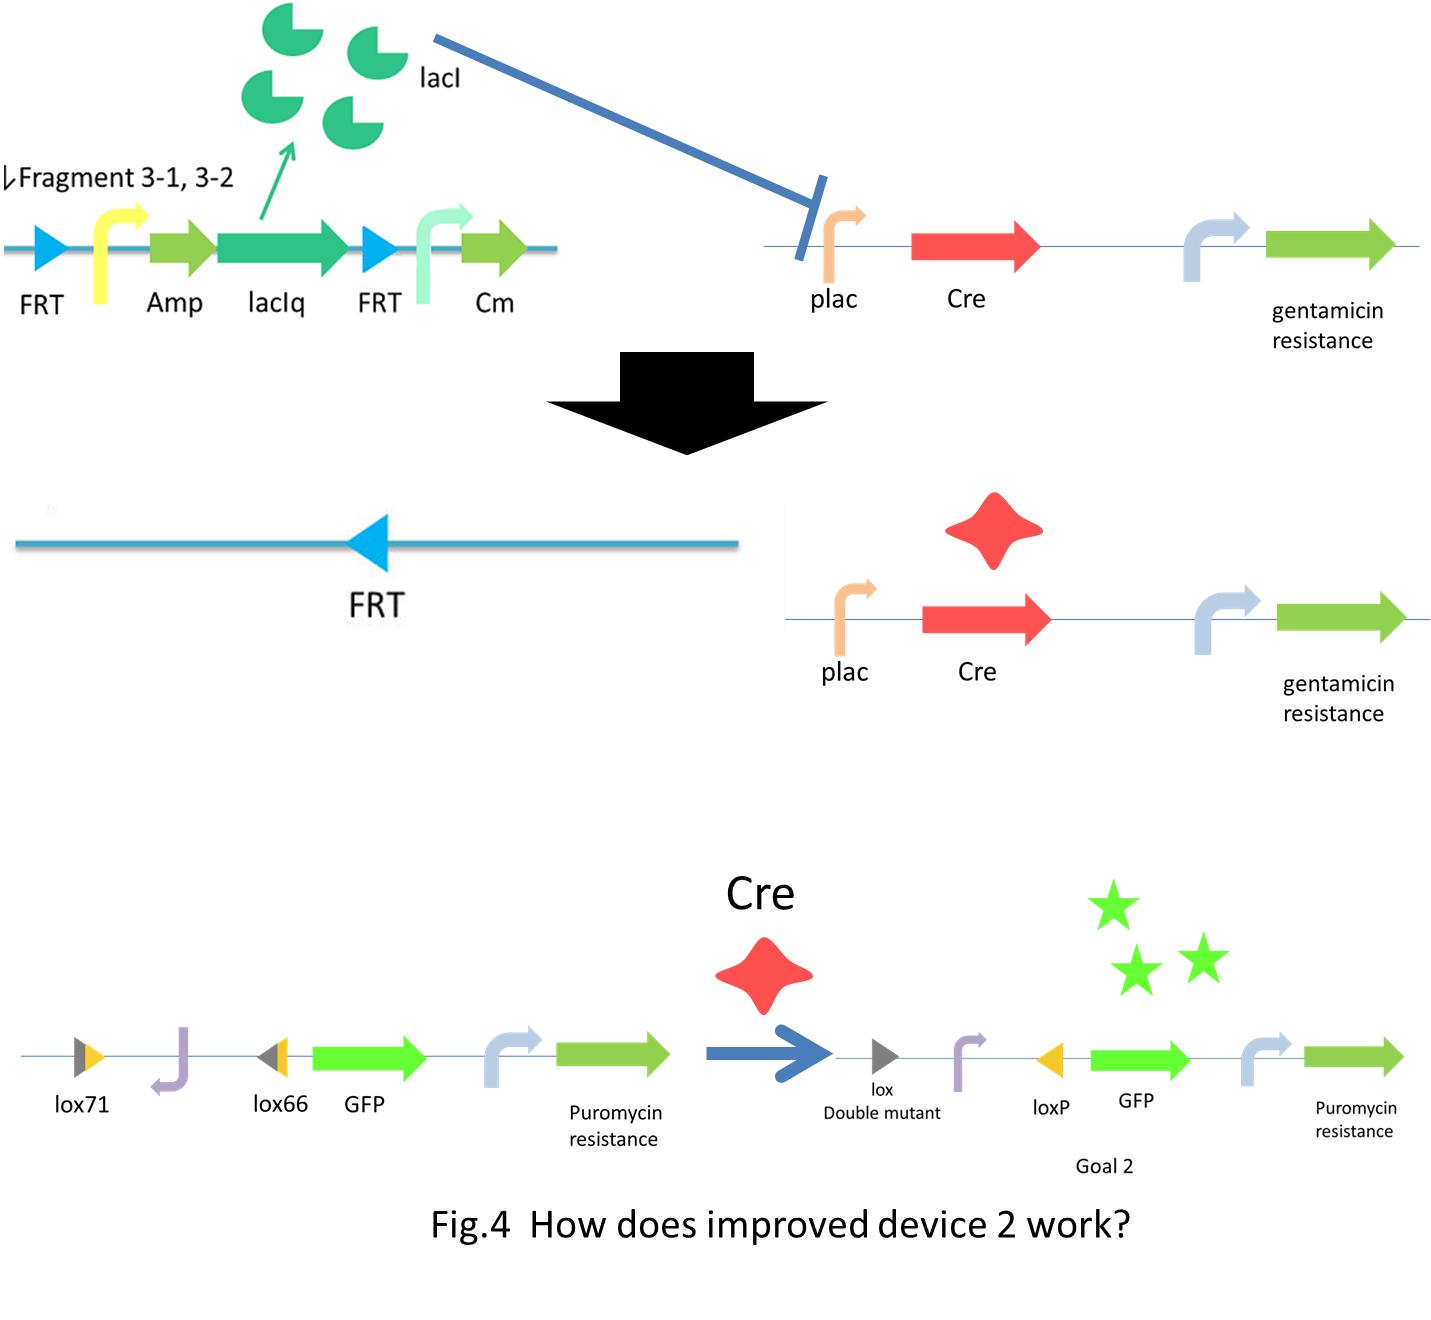 lacI
Fragment 3-1, 3-2
FRT
Amp
lacIq
FRT
Cm
plac
Cre
gentamicin
resistance
FRT
plac
Cre
gentamicin
resistance
Cre
lox71
lox66
GFP
Puromycin
resistance
lox
Double mutant
loxP
GFP
Puromycin
resistance
Goal 2
Fig.4 How does improved device 2 work?